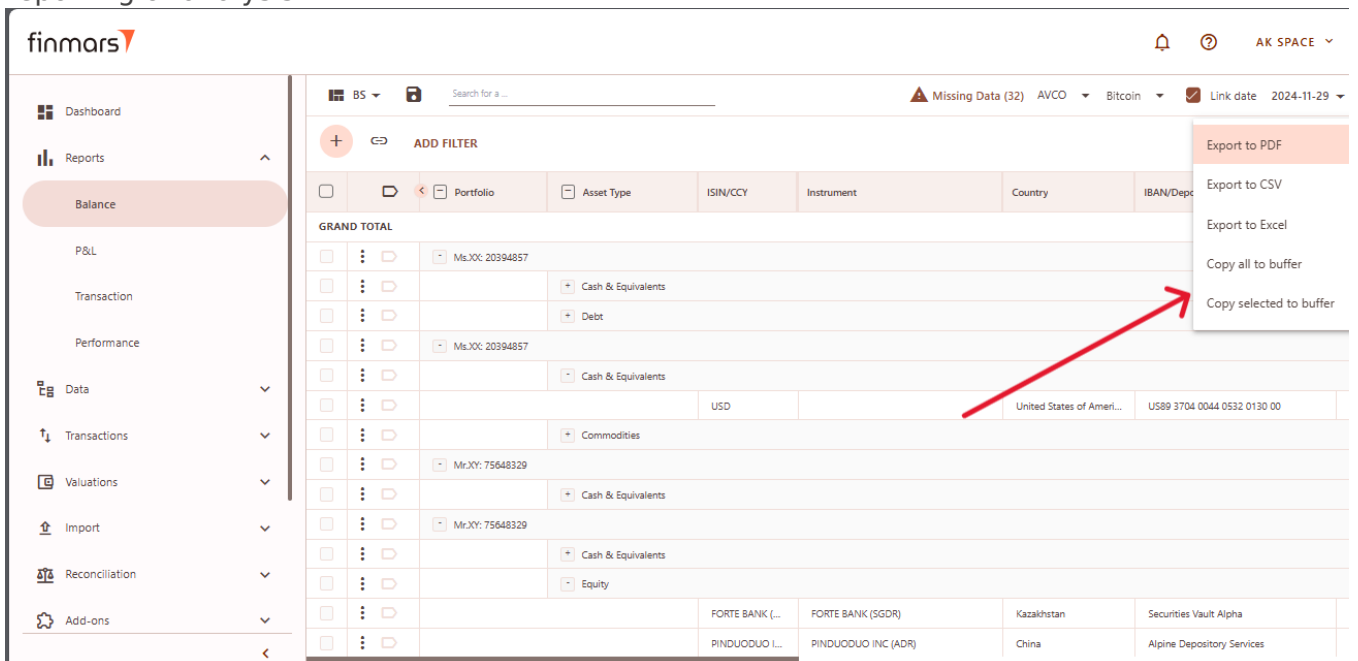 finmars
AK SPACE
Dashboard
Reports
Balance
P&L
Transaction
Performance
Data
Transactions
Valuations
Import
Reconciliation
Add-ons
BS
Search for a ...
Missing Data (32) AVCO Bitcoin Link date 2024-11-29
ADD FILTER
Export to PDF
Export to CSV
Export to Excel
Copy all to buffer
Copy selected to buffer
Portfolio Asset Type ISIN/CCY Instrument Country IBAN/Depo
GRAND TOTAL
Ms.XX: 20394857
Cash & Equivalents
Debt
Ms.XX: 20394857
Cash & Equivalents
USD United States of Ameri... US89 3704 0044 0532 0130 00
Commodities
Mr.XY: 75648329
Cash & Equivalents
Mr.XY: 75648329
Cash & Equivalents
Equity
FORTE BANK (... FORTE BANK (SGDR) Kazakhstan Securities Vault Alpha
PINDUODUO I... PINDUODUO INC (ADR) China Alpine Depository Services